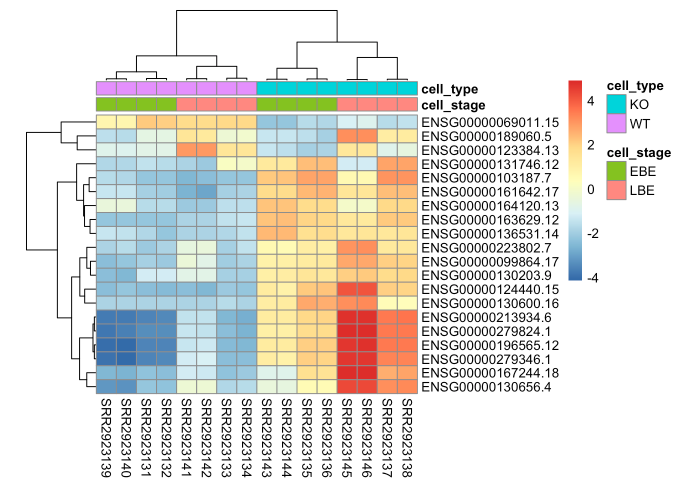 cell_type
cell_stage
ENSG00000069011.15
ENSG00000189060.5
ENSG00000123384.13
ENSG00000131746.12
ENSG00000103187.7
ENSG00000161642.17
ENSG00000164120.13
ENSG00000163629.12
ENSG00000136531.14
ENSG00000223802.7
ENSG00000099864.17
ENSG00000130203.9
ENSG00000124440.15
ENSG00000130600.16
ENSG00000213934.6
ENSG00000279824.1
ENSG00000196565.12
ENSG00000279346.1
ENSG00000167244.18
ENSG00000130656.4
SRR2923139
SRR2923140
SRR2923131
SRR2923132
SRR2923141
SRR2923142
SRR2923133
SRR2923134
SRR2923143
SRR2923144
SRR2923135
SRR2923136
SRR2923145
SRR2923146
SRR2923137
SRR2923138
4
2
0
-2
-4
cell_type
KO
WT
cell_stage
EBE
LBE